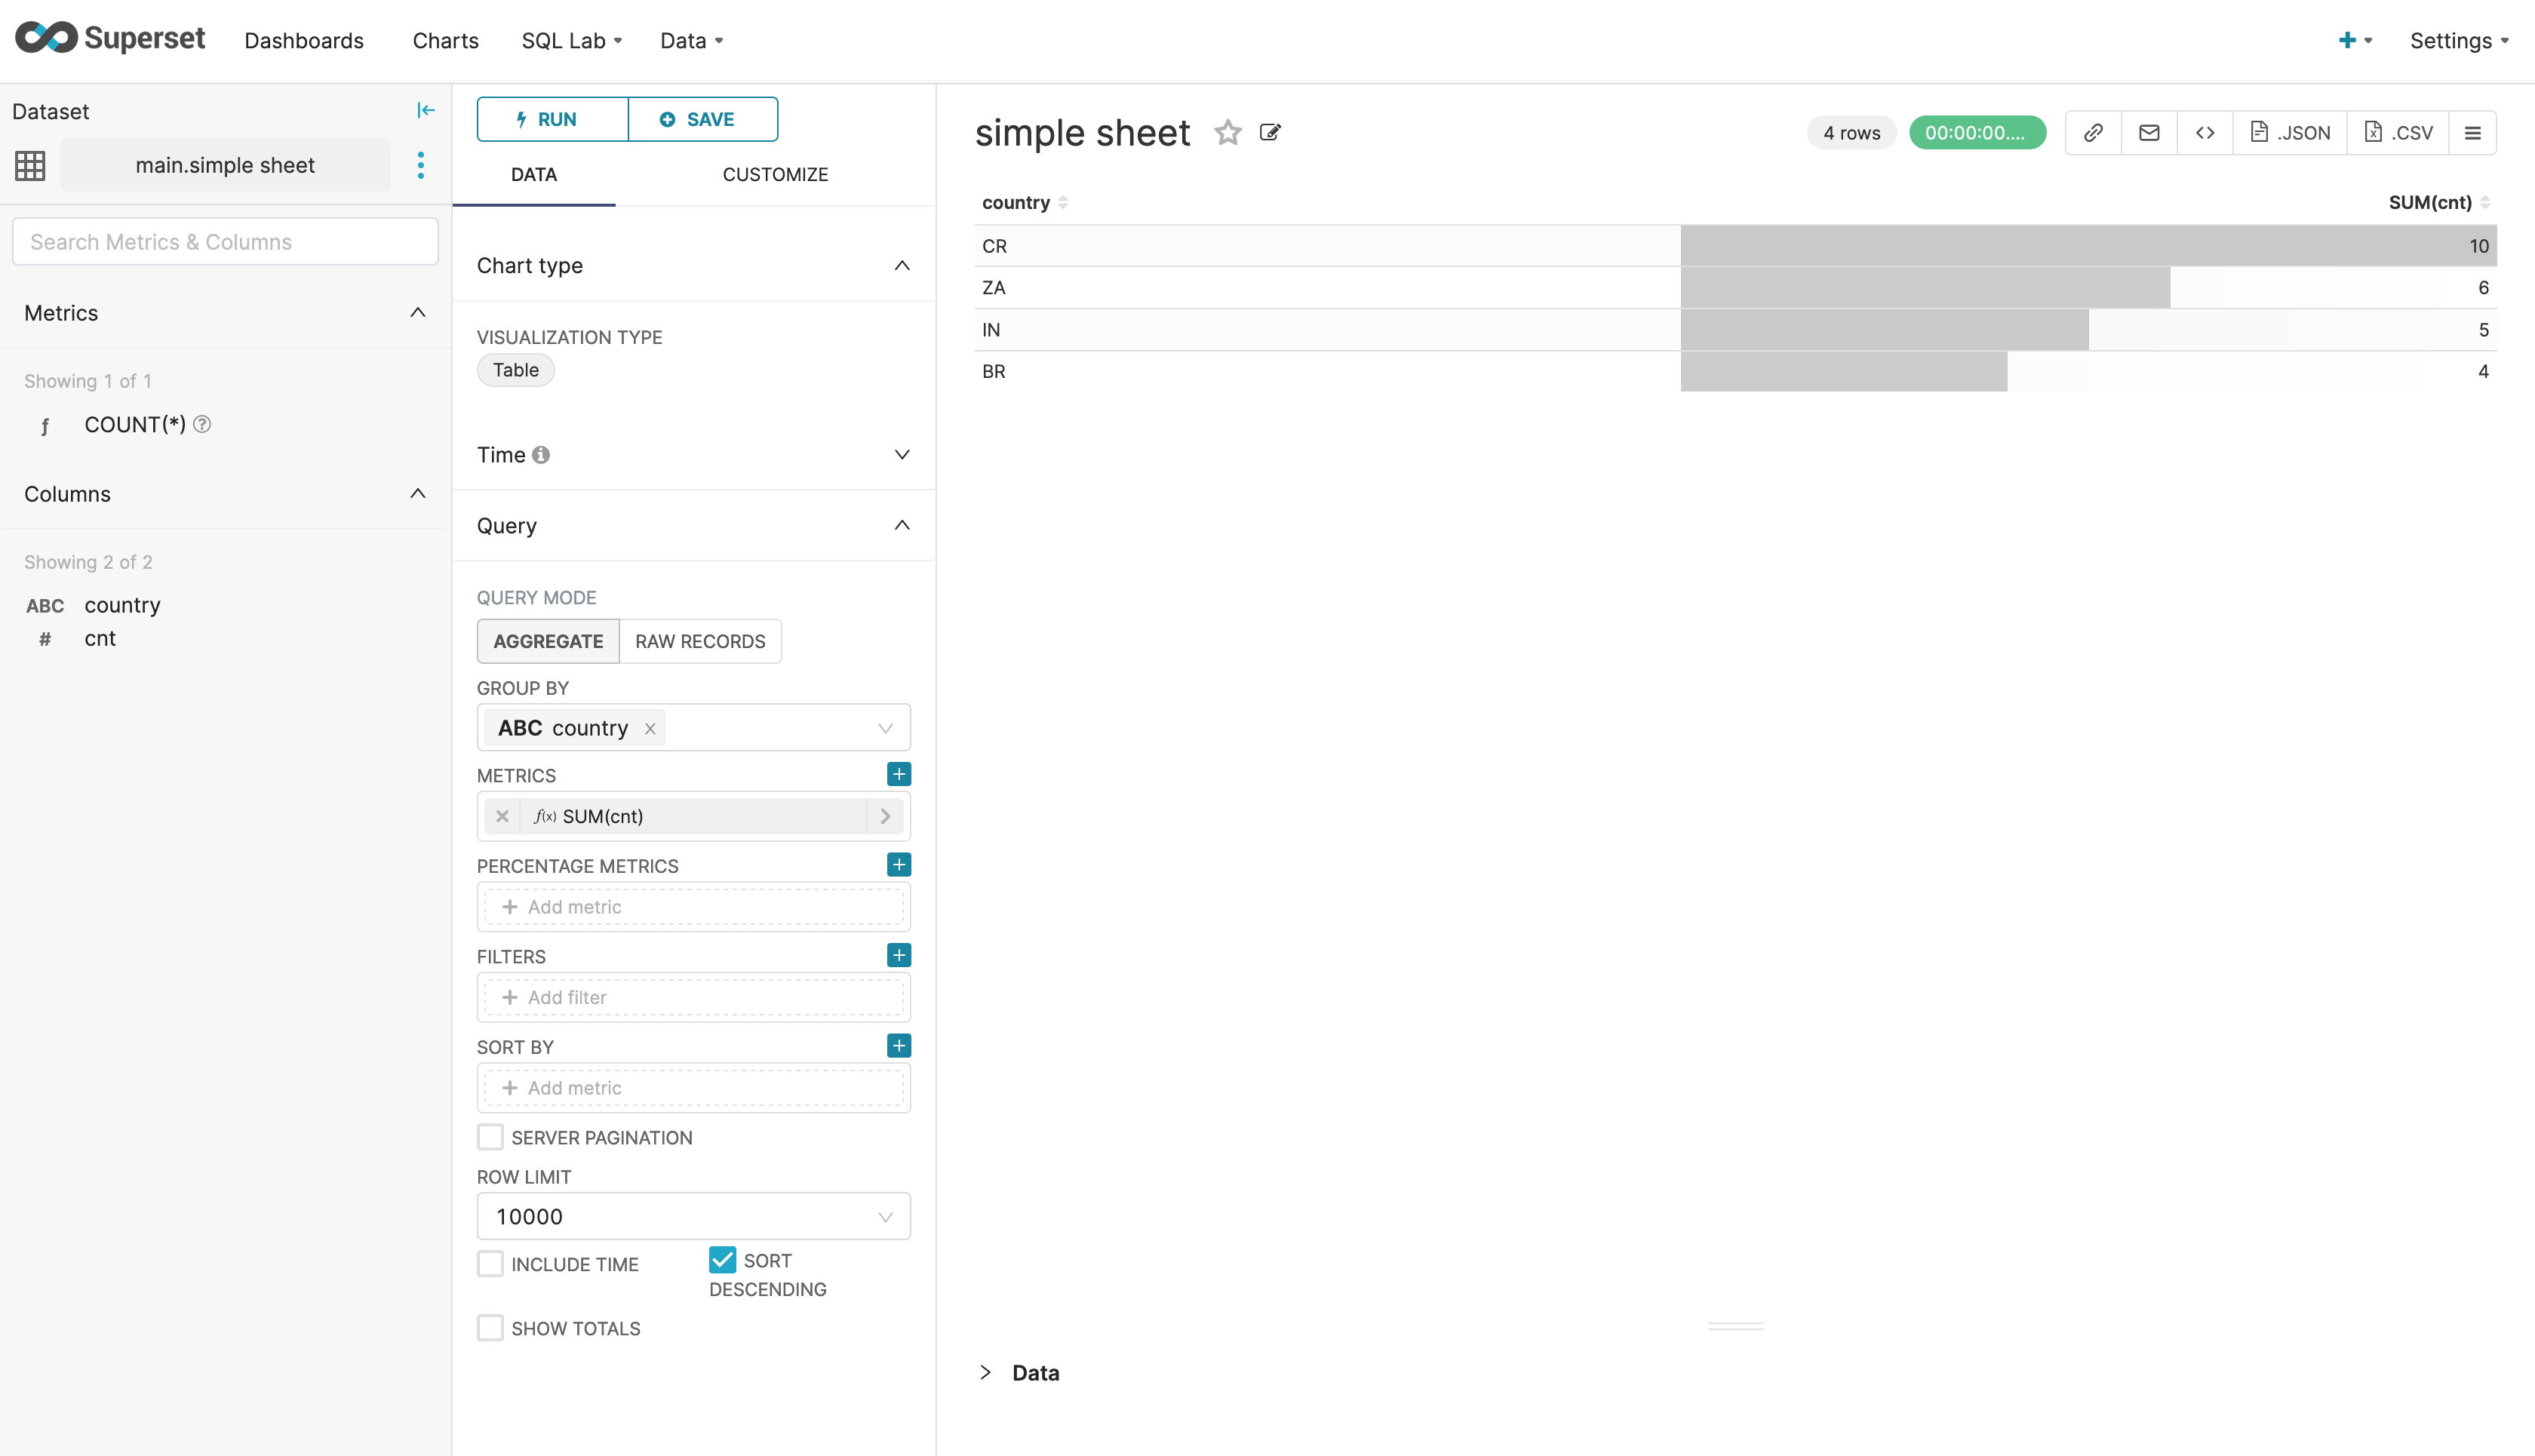 Superset
Dashboards
Charts
SQL Lab
Data
Settings
Dataset
main.simple sheet
Search Metrics & Columns
Metrics
Showing 1 of 1
ƒ COUNT(*) ?
Columns
Showing 2 of 2
ABC country
# cnt
RUN
SAVE
DATA
CUSTOMIZE
Chart type
VISUALIZATION TYPE
Table
Time
Query
QUERY MODE
AGGREGATE
RAW RECORDS
GROUP BY
ABC country
METRICS
ƒ(x) SUM(cnt)
PERCENTAGE METRICS
+ Add metric
FILTERS
+ Add filter
SORT BY
+ Add metric
SERVER PAGINATION
ROW LIMIT
10000
INCLUDE TIME
SORT
DESCENDING
SHOW TOTALS
simple sheet
4 rows
00:00:00....
.JSON
.CSV
country SUM(cnt)
CR 10
ZA 6
IN 5
BR 4
Data